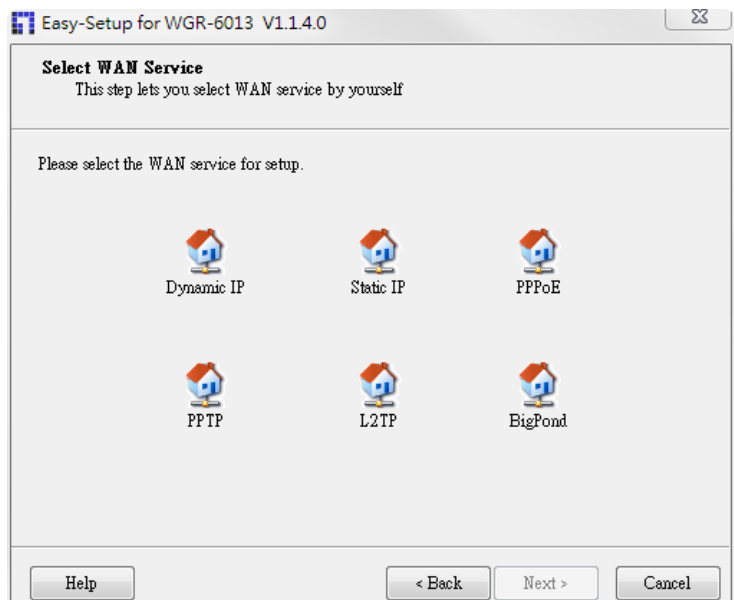 Easy-Setup for WGR-6013 V1.1.4.0
Select WAN Service
This step lets you select WAN service by yourself
Please select the WAN service for setup.
Dynamic IP Static IP PPPoE
PPTP L2TP BigPond
Help < Back Next > Cancel